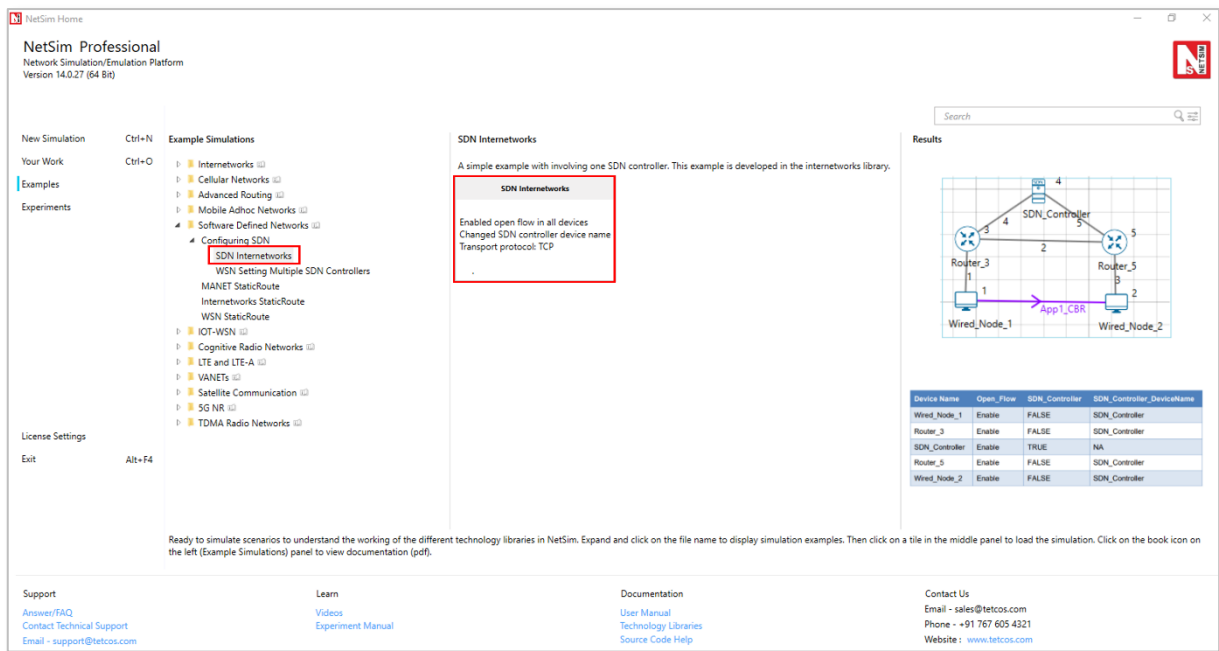 NetSim Home
NetSim Professional
Network Simulation/Emulation Platform
Version 14.0.27 (64 Bit)
NETSIM
Search
New Simulation Ctrl+N
Your Work Ctrl+O
Examples
Experiments
License Settings
Exit Alt+F4
Example Simulations
Internetworks
Cellular Networks
Advanced Routing
Mobile Adhoc Networks
Software Defined Networks
Configuring SDN
SDN Internetworks
WSN Setting Multiple SDN Controllers
MANET StaticRoute
Internetworks StaticRoute
WSN StaticRoute
IOT-WSN
Cognitive Radio Networks
LTE and LTE-A
VANETs
Satellite Communication
5G NR
TDMA Radio Networks
SDN Internetworks
A simple example with involving one SDN controller. This example is developed in the internetworks library.
SDN Internetworks
Enabled open flow in all devices
Changed SDN controller device name
Transport protocol: TCP
.
Results
4
SDN_Controller
4 5
3 5
2
Router_3 Router_5
1 3
1 2
App1_CBR
Wired_Node_1 Wired_Node_2
Device Name Open_Flow SDN_Controller SDN_Controller_DeviceName
Wired_Node_1 Enable FALSE SDN_Controller
Router_3 Enable FALSE SDN_Controller
SDN_Controller Enable TRUE NA
Router_5 Enable FALSE SDN_Controller
Wired_Node_2 Enable FALSE SDN_Controller
Ready to simulate scenarios to understand the working of the different technology libraries in NetSim. Expand and click on the file name to display simulation examples. Then click on a tile in the middle panel to load the simulation. Click on the book icon on
the left (Example Simulations) panel to view documentation (pdf).
Support
Answer/FAQ
Contact Technical Support
Email - support@tetcos.com
Learn
Videos
Experiment Manual
Documentation
User Manual
Technology Libraries
Source Code Help
Contact Us
Email - sales@tetcos.com
Phone - +91 767 605 4321
Website : www.tetcos.com